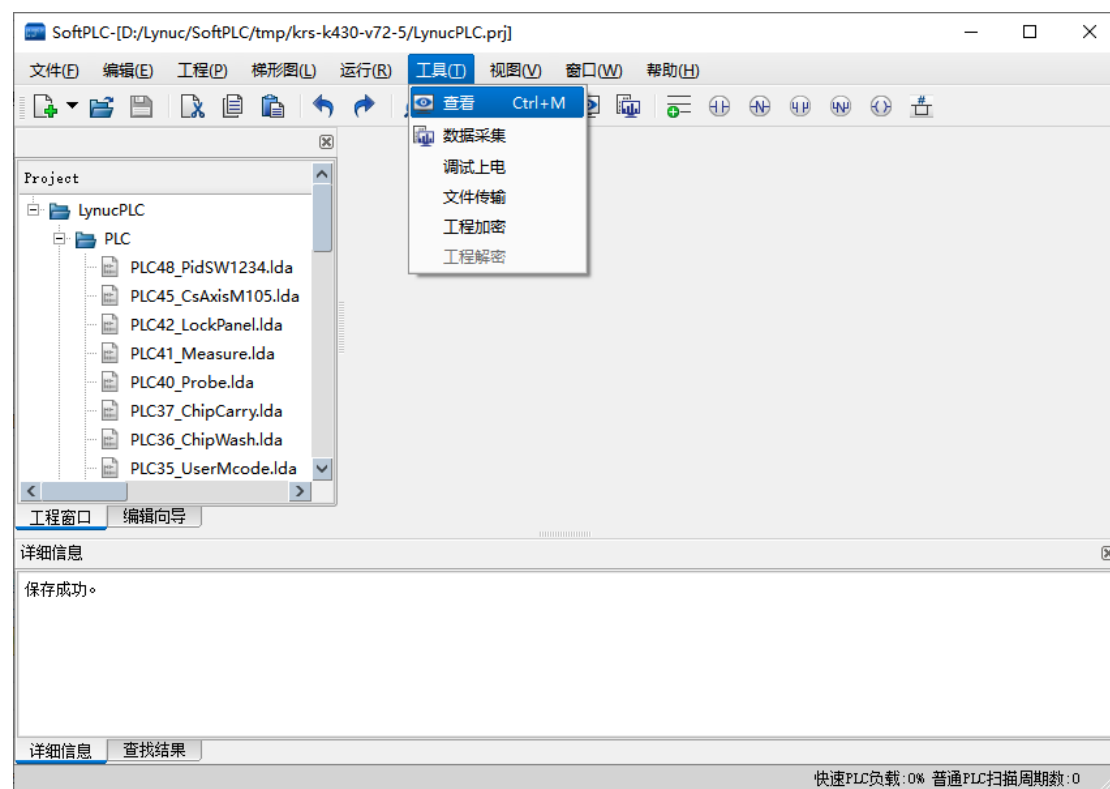 SoftPLC-[D:/Lynuc/SoftPLC/tmp/krs-k430-v72-5/LynucPLC.prj]
文件(F) 编辑(E) 工程(P) 梯形图(L) 运行(R) 工具(T) 视图(V) 窗口(W) 帮助(H)
查看 Ctrl+M
数据采集
调试上电
文件传输
工程加密
工程解密
Project
LynucPLC
PLC
PLC48_PidSW1234.lda
PLC45_CsAxisM105.lda
PLC42_LockPanel.lda
PLC41_Measure.lda
PLC40_Probe.lda
PLC37_ChipCarry.lda
PLC36_ChipWash.lda
PLC35_UserMcode.lda
工程窗口 编辑向导
详细信息
保存成功。
详细信息 查找结果
快速PLC负载:0% 普通PLC扫描周期数:0